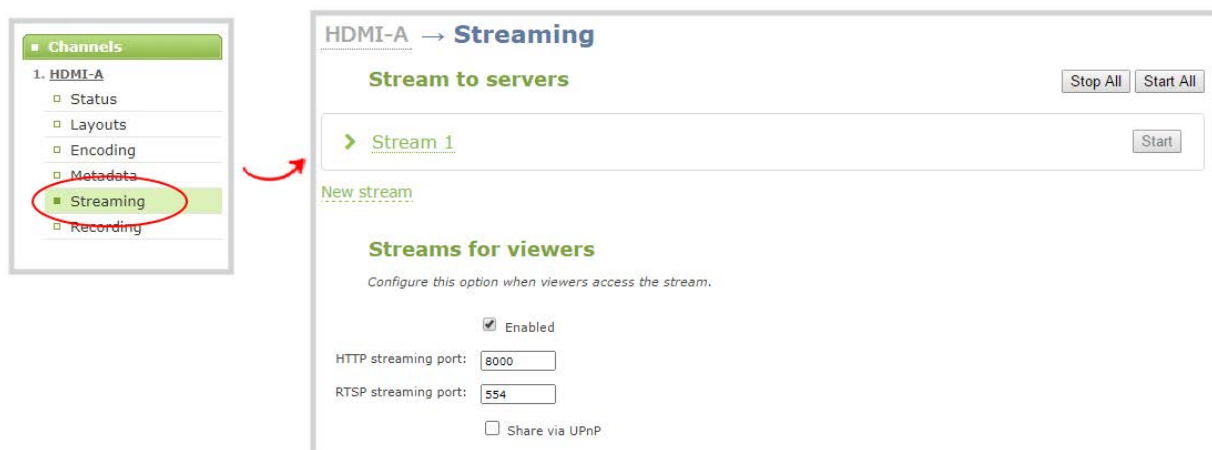 Channels
1. HDMI-A
Status
Layouts
Encoding
Metadata
Streaming
Recording
HDMI-A → Streaming
Stream to servers
Stop All
Start All
Stream 1
Start
New stream
Streams for viewers
Configure this option when viewers access the stream.
Enabled
HTTP streaming port: 8000
RTSP streaming port: 554
Share via UPnP